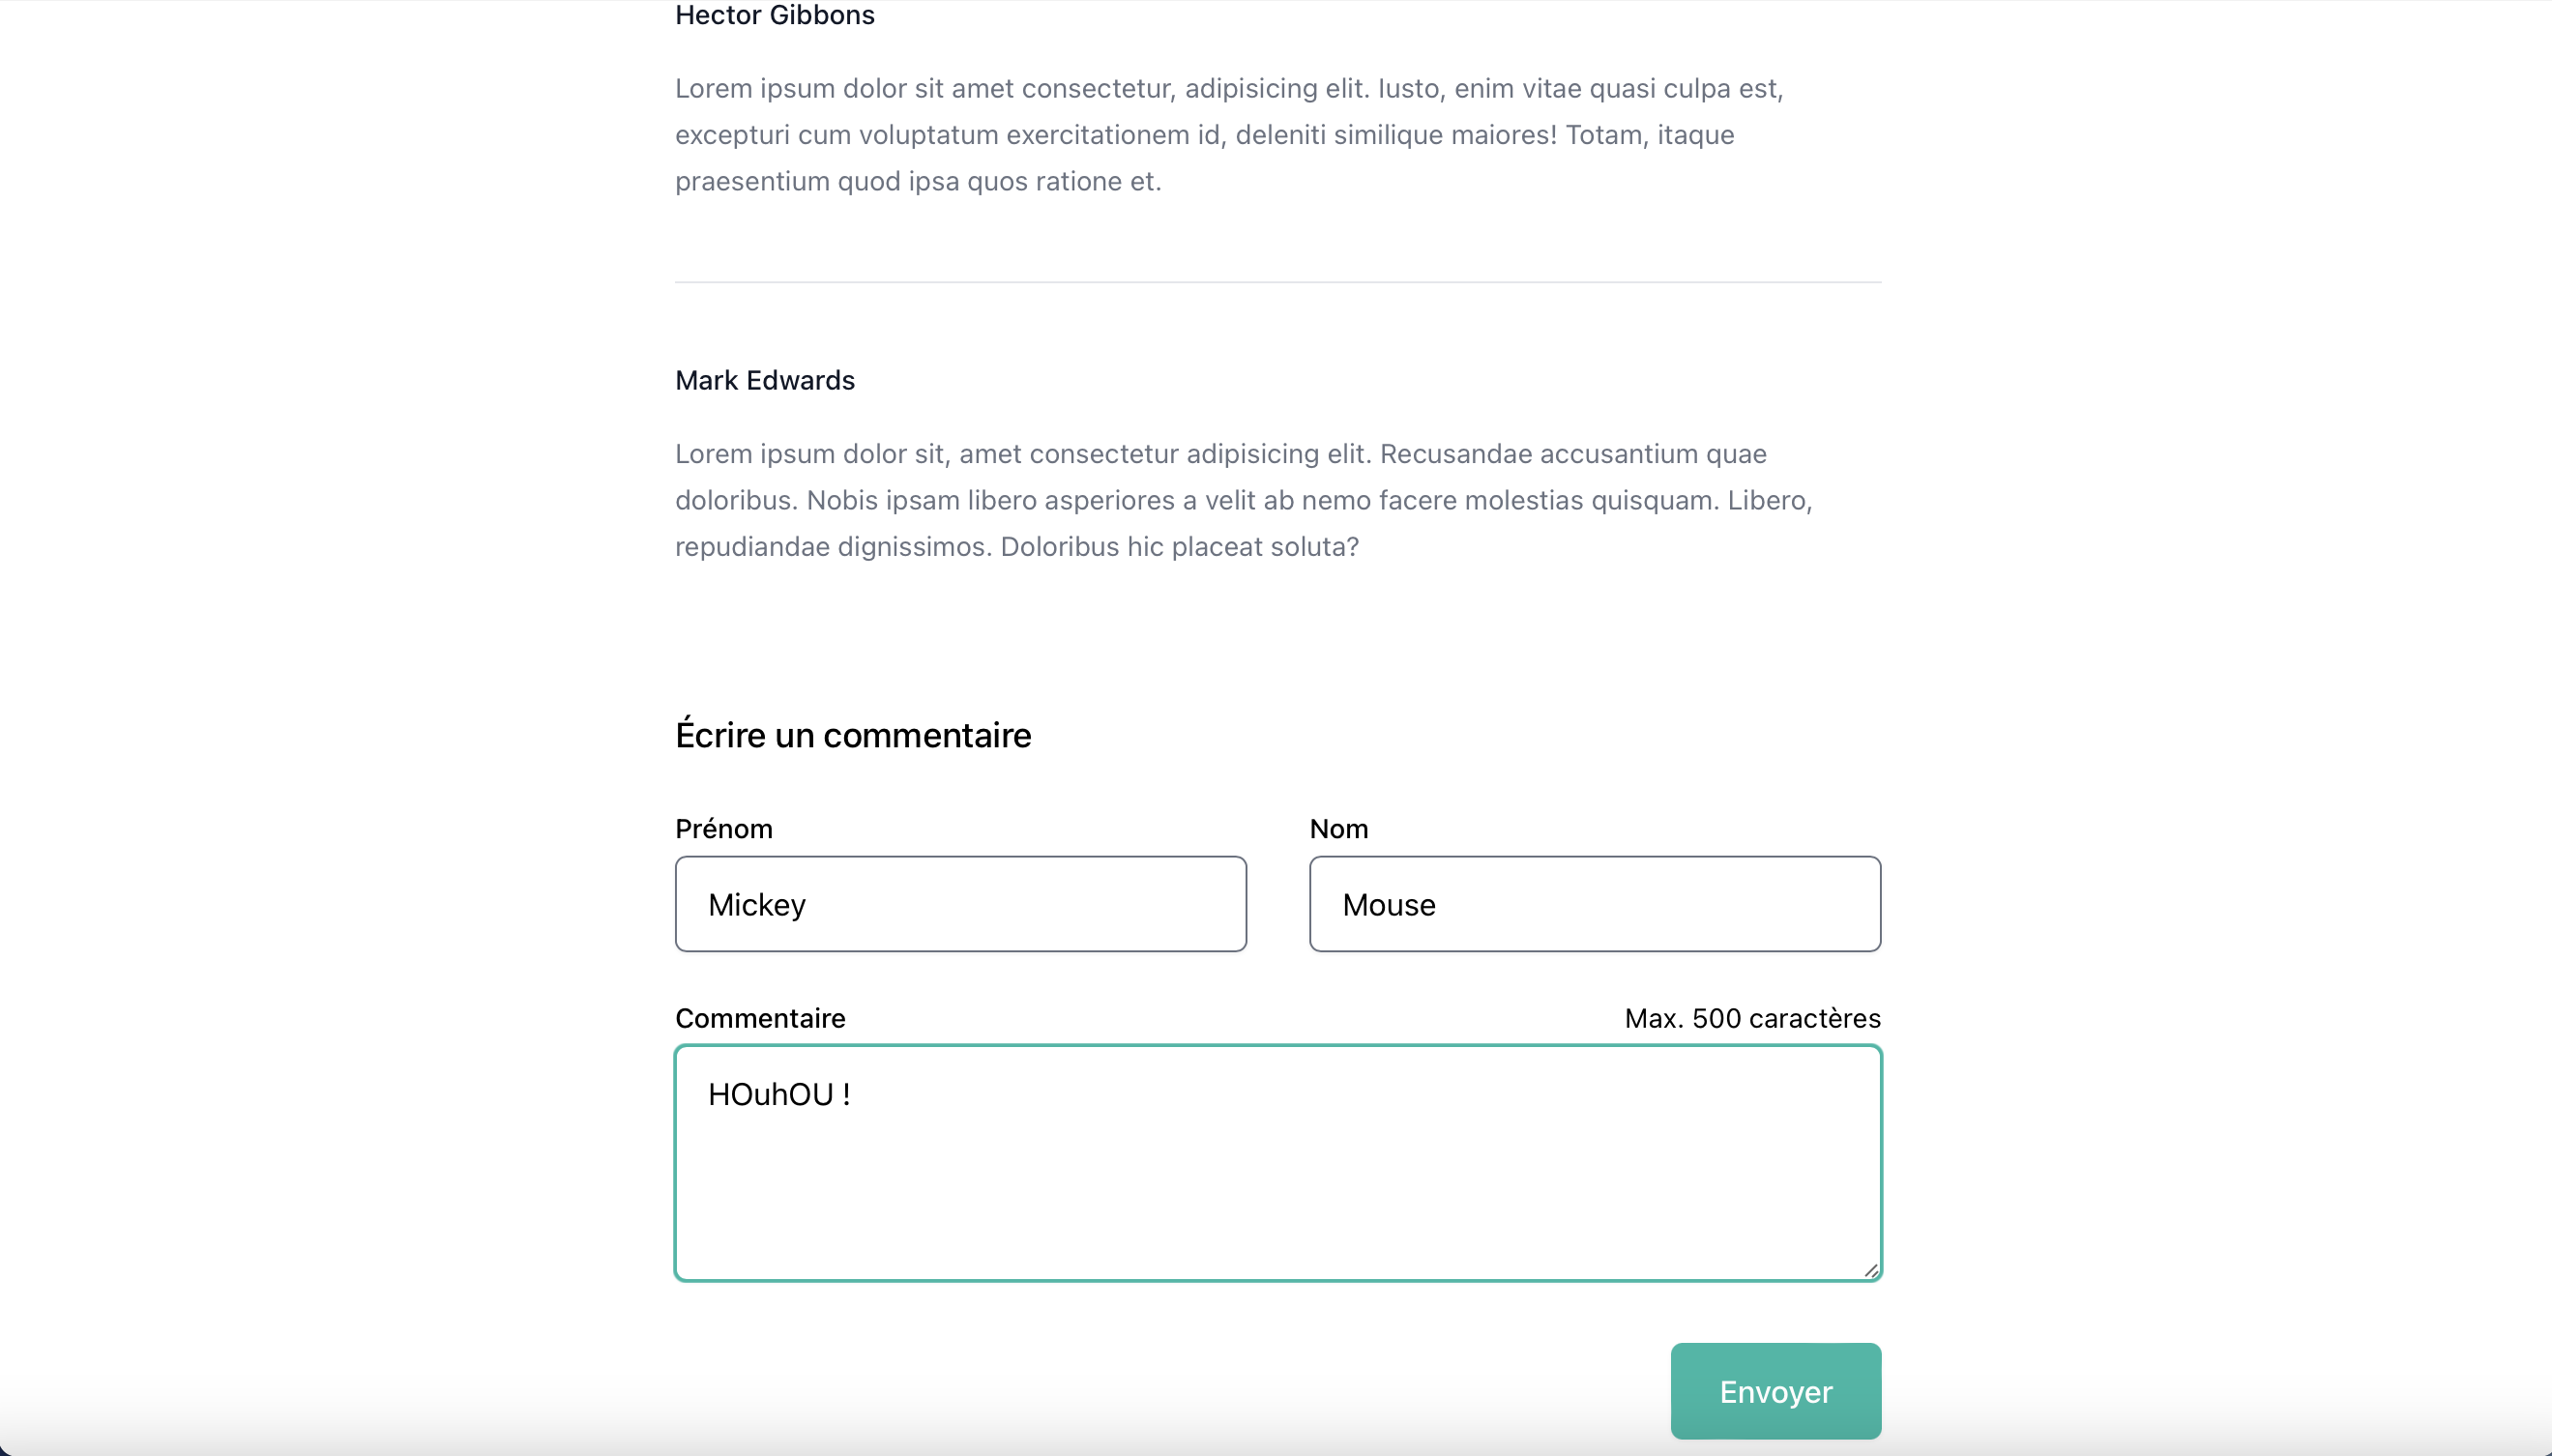 Hector Gibbons
Lorem ipsum dolor sit amet consectetur, adipisicing elit. Iusto, enim vitae quasi culpa est,
excepturi cum voluptatum exercitationem id, deleniti similique maiores! Totam, itaque
praesentium quod ipsa quos ratione et.
Mark Edwards
Lorem ipsum dolor sit, amet consectetur adipisicing elit. Recusandae accusantium quae
doloribus. Nobis ipsam libero asperiores a velit ab nemo facere molestias quisquam. Libero,
repudiandae dignissimos. Doloribus hic placeat soluta?
Écrire un commentaire
Prénom
Nom
Mickey
Mouse
Commentaire
Max. 500 caractères
HOuhOU !
Envoyer